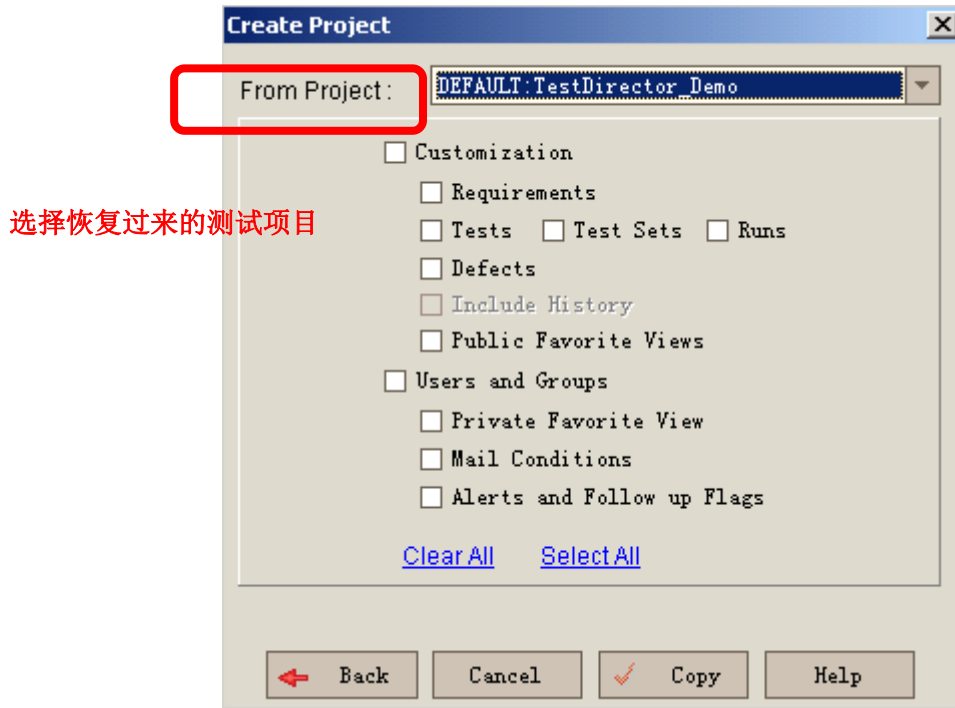 Create Project
From Project :
DEFAULT:TestDirector_Demo
Customization
Requirements
选择恢复过来的测试项目
Tests Test Sets Runs
Defects
Include History
Public Favorite Views
Users and Groups
Private Favorite View
Mail Conditions
Alerts and Follow up Flags
Clear All Select All
Back Cancel Copy Help